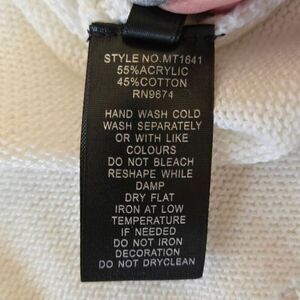 STYLE NO.MT1641
55%ACRYLIC
45%COTTON
RN9674
HAND WASH COLD
WASH SEPARATELY
OR WITH LIKE
COLOURS
DO NOT BLEACH
RESHAPE WHILE
DAMP
DRY FLAT
IRON AT LOW
TEMPERATURE
IF NEEDED
DO NOT IRON
DECORATION
DO NOT DRYCLEAN